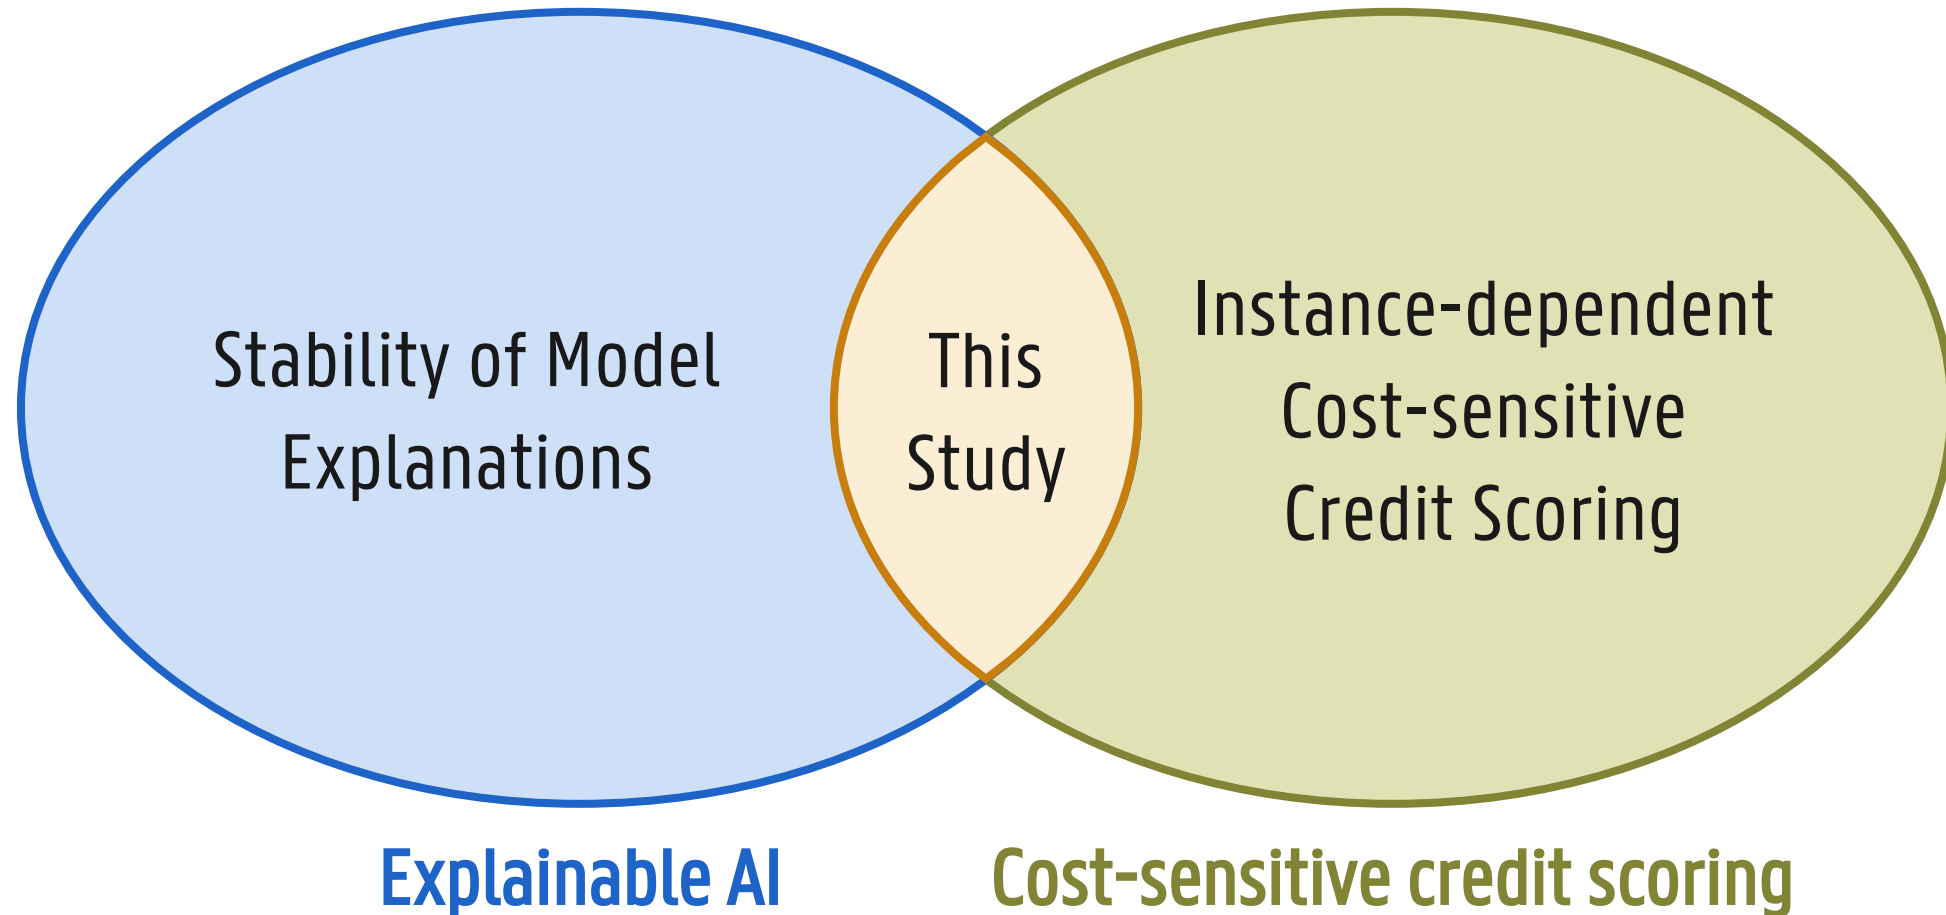 Stability of Model
Explanations
This
Study
Instance-dependent
Cost-sensitive
Credit Scoring
Explainable AI
Cost-sensitive credit scoring